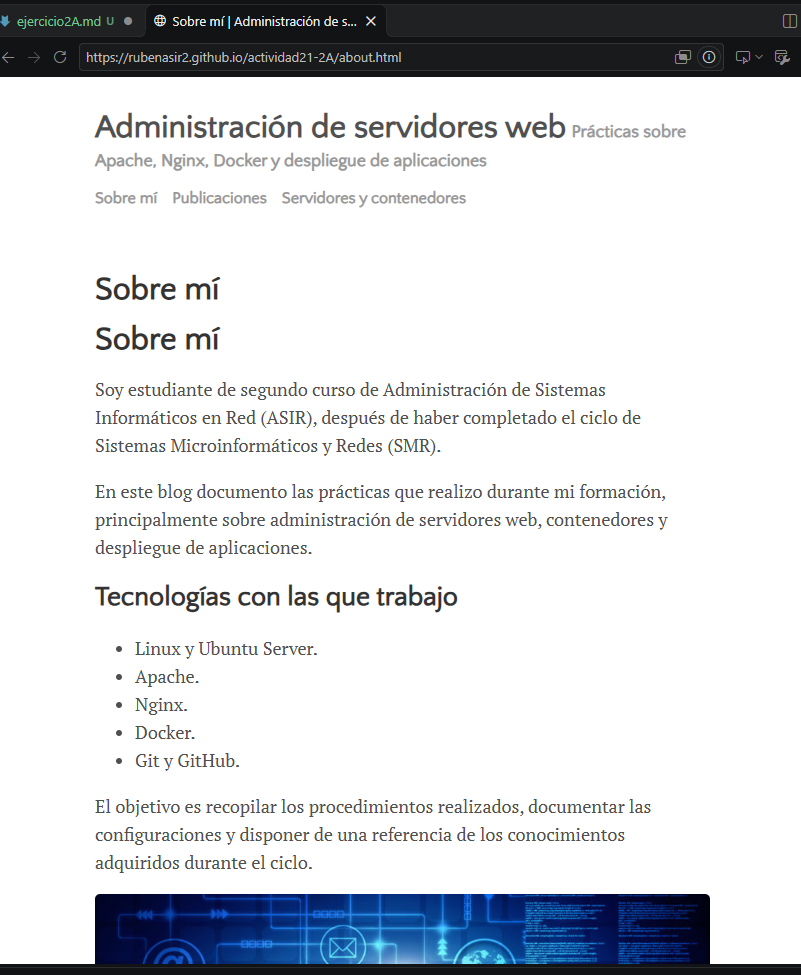 ejercicio2A.md U
Sobre mí | Administración de s...
https://rubenasir2.github.io/actividad21-2A/about.html
Administración de servidores web Prácticas sobre
Apache, Nginx, Docker y despliegue de aplicaciones
Sobre mí Publicaciones Servidores y contenedores
Sobre mí
Sobre mí
Soy estudiante de segundo curso de Administración de Sistemas
Informáticos en Red (ASIR), después de haber completado el ciclo de
Sistemas Microinformáticos y Redes (SMR).
En este blog documento las prácticas que realizo durante mi formación,
principalmente sobre administración de servidores web, contenedores y
despliegue de aplicaciones.
Tecnologías con las que trabajo
Linux y Ubuntu Server.
Apache.
Nginx.
Docker.
Git y GitHub.
El objetivo es recopilar los procedimientos realizados, documentar las
configuraciones y disponer de una referencia de los conocimientos
adquiridos durante el ciclo.